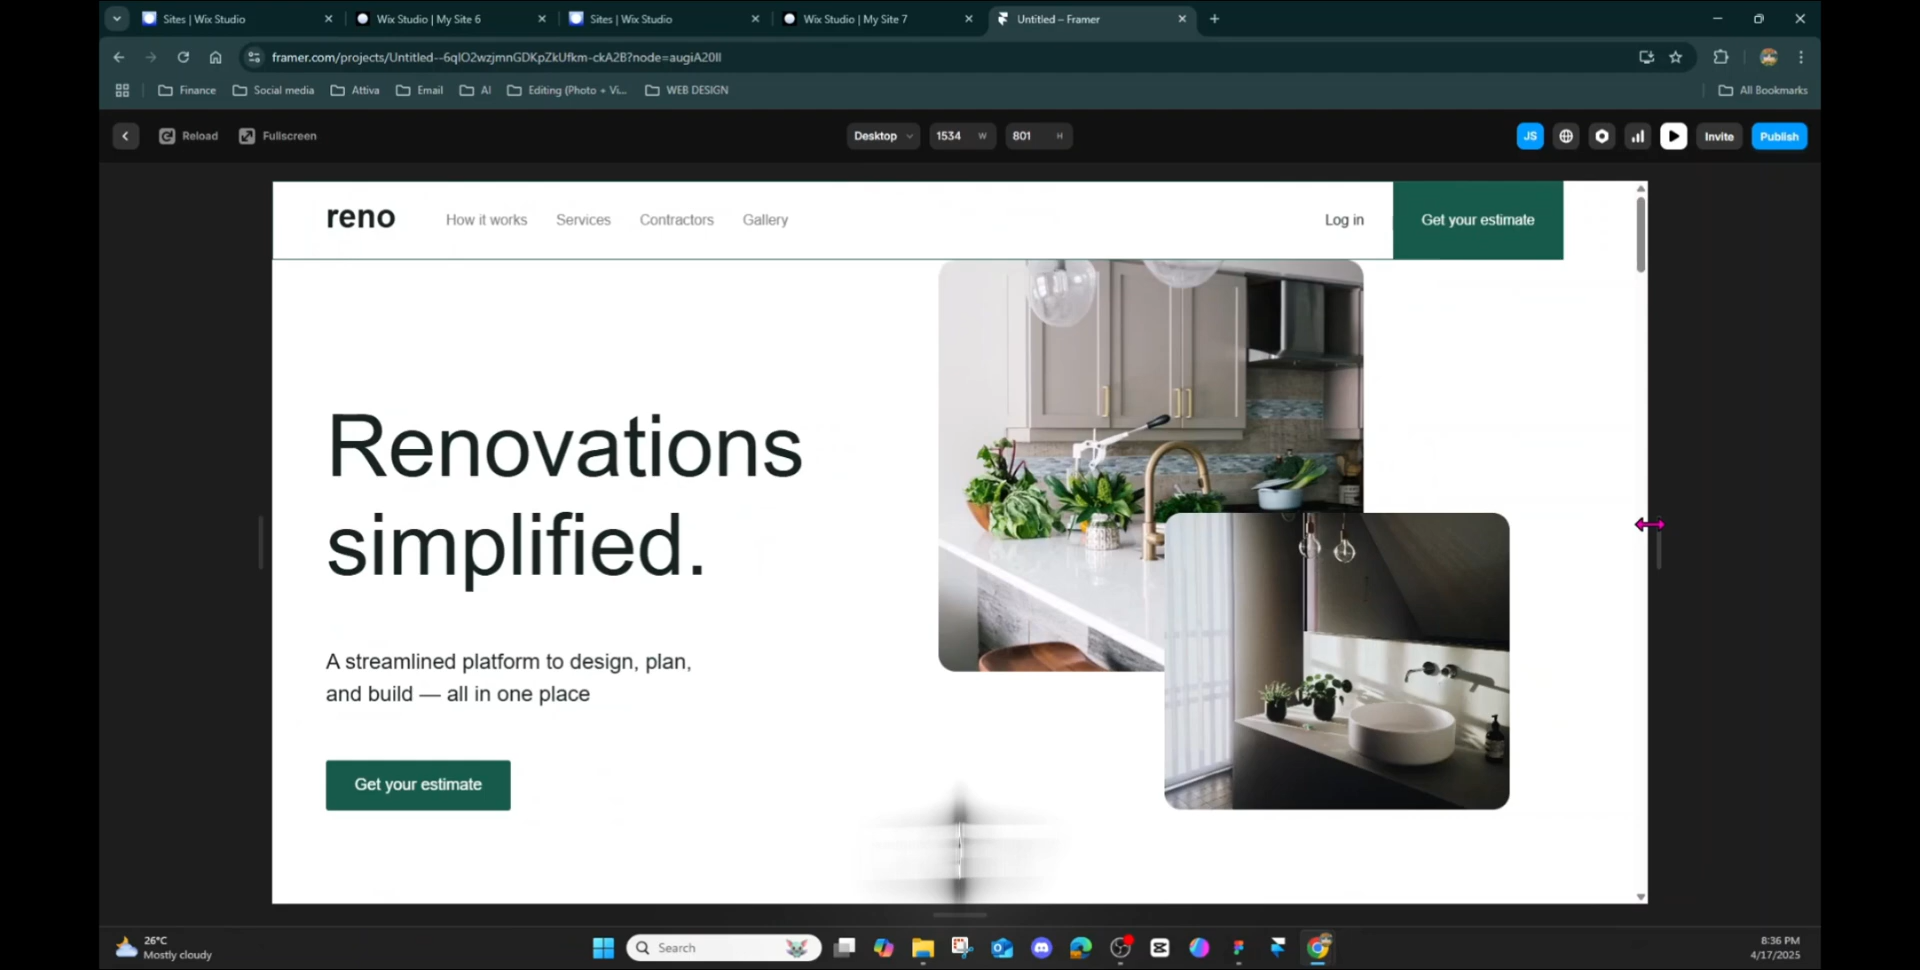 Sites | Wix Studio
Wix Studio | My Site 6
Sites | Wix Studio
Wix Studio | My Site 7
Untitled – Framer
framer.com/projects/Untitled--6qlO2wzjmnGDKpZkUfkm-ckA2B?node=augiA20Il
Finance
Social media
Attiva
Email
AI
Editing (Photo + Vi...
WEB DESIGN
All Bookmarks
Reload
Fullscreen
Desktop
1534 W
801 H
JS
Invite
Publish
reno
How it works
Services
Contractors
Gallery
Log in
Get your estimate
Renovations
simplified.
A streamlined platform to design, plan,
and build — all in one place
Get your estimate
26°C
Mostly cloudy
Search
8:36 PM
4/17/2025